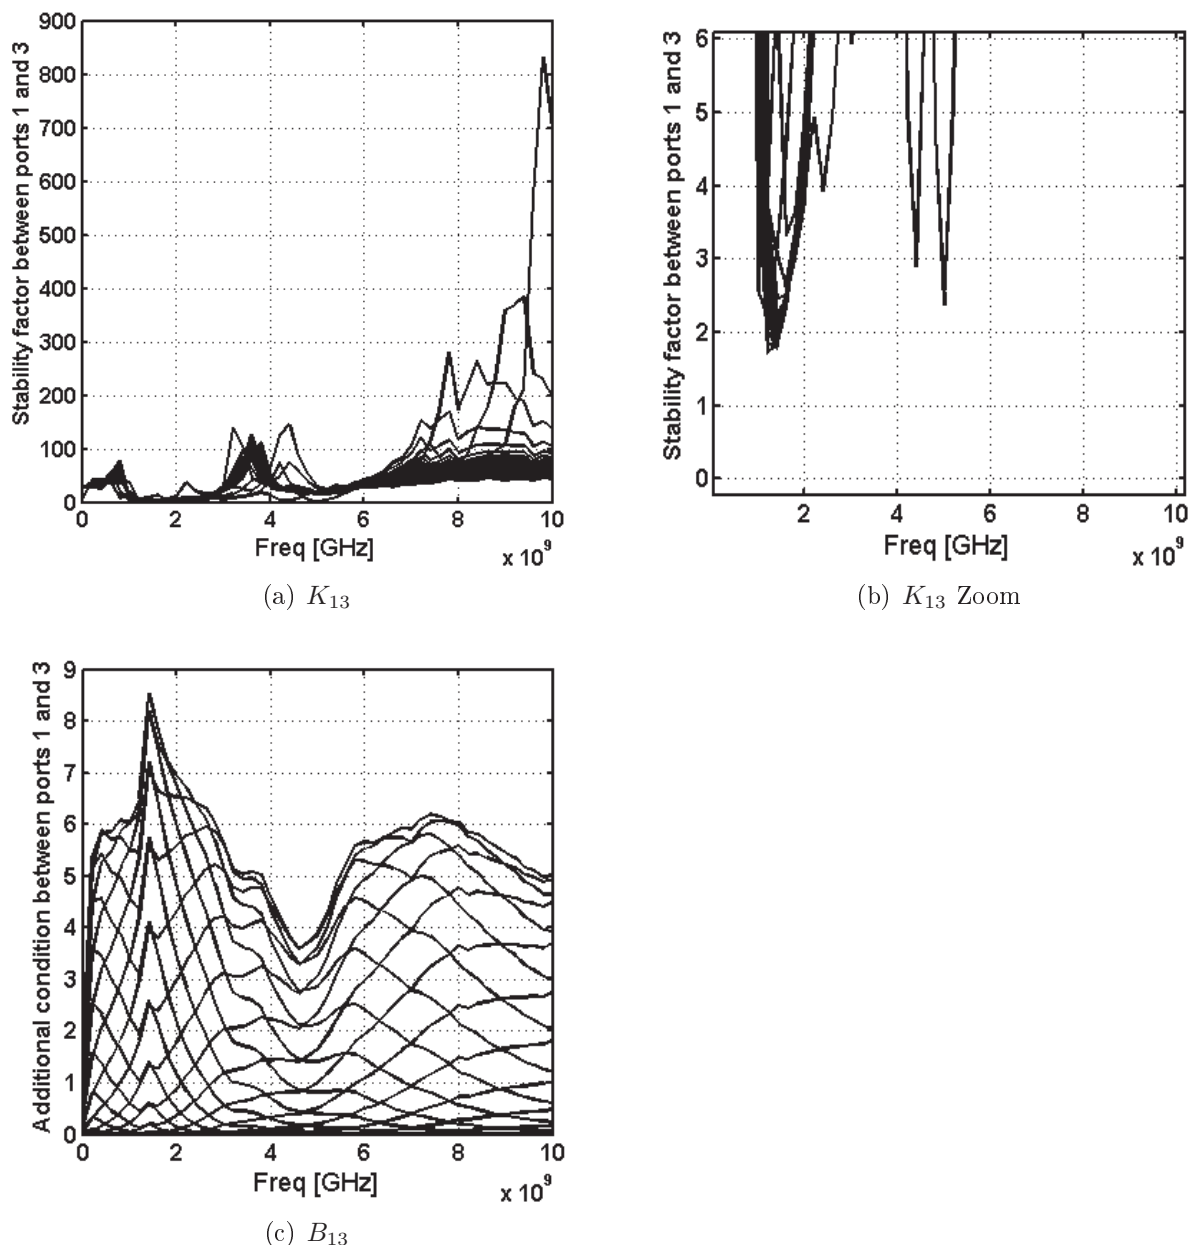 900
800
700
600
500
400
300
200
100
0
Stability factor between ports 1 and 3
0 2 4 6 8 10
Freq [GHz]
x 10^9
(a) K_13
6
5
4
3
2
1
0
Stability factor between ports 1 and 3
2 4 6 8 10
Freq [GHz]
x 10^9
(b) K_13 Zoom
9
8
7
6
5
4
3
2
1
0
Additional condition between ports 1 and 3
0 2 4 6 8 10
Freq [GHz]
x 10^9
(c) B_13